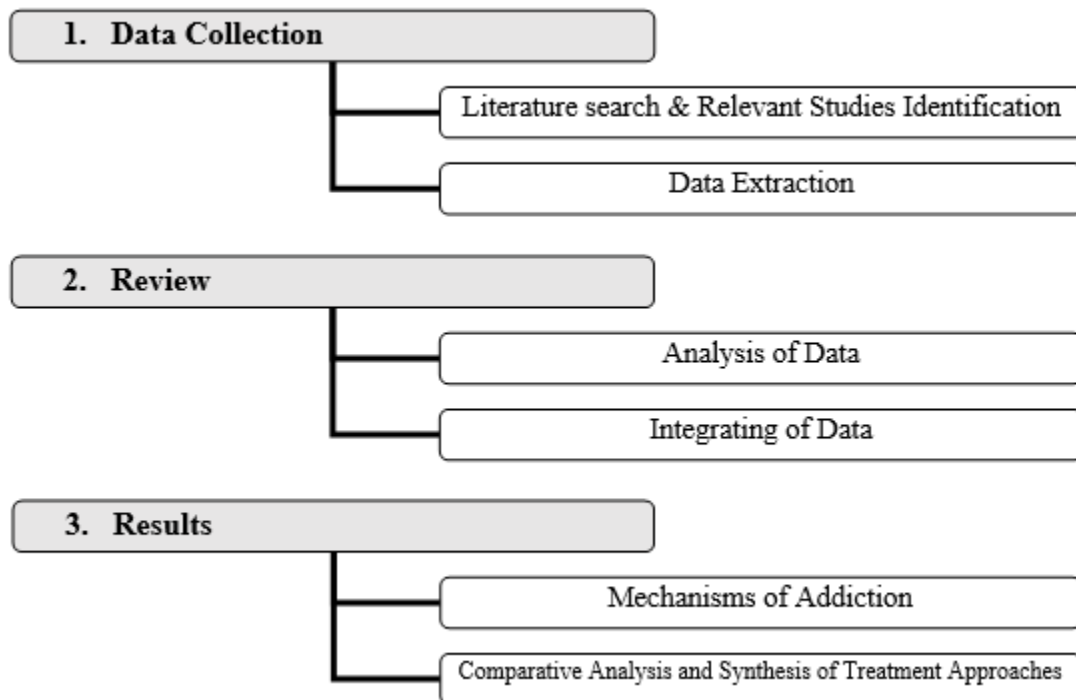 1. Data Collection
Literature search & Relevant Studies Identification
Data Extraction
2. Review
Analysis of Data
Integrating of Data
3. Results
Mechanisms of Addiction
Comparative Analysis and Synthesis of Treatment Approaches